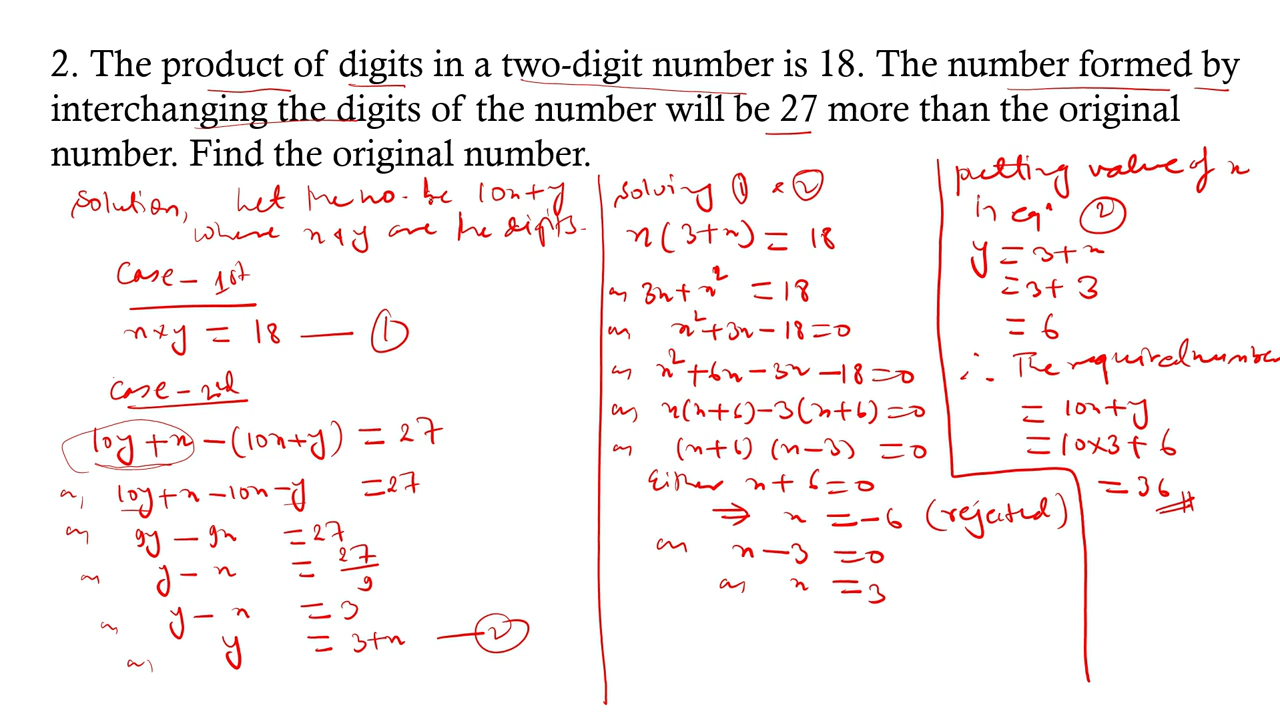 2. The product of digits in a two-digit number is 18. The number formed by
interchanging the digits of the number will be 27 more than the original
number. Find the original number.
Solution, Let the no. be 10x+y
where x & y are the digits.
Case - 1st
x×y = 18 — ①
Case - 2nd
10y+x-(10x+y) = 27
or, 10y+x-10x-y = 27
or 9y-9x = 27
or y-x = 27/9
or, y-x = 3
or, y = 3+x — ②
Solving ① & ②
x(3+x) = 18
or 3x+x² = 18
or x²+3x-18=0
or x²+6x-3x-18=0
or x(x+6)-3(x+6)=0
or (x+6) (x-3) = 0
Either x+6=0
⇒ x = -6 (rejected)
or x-3 = 0
or, x = 3
putting value of x
in eqn ②
y = 3+x
= 3+3
= 6
∴ The required number
= 10x+y
= 10×3+6
= 36